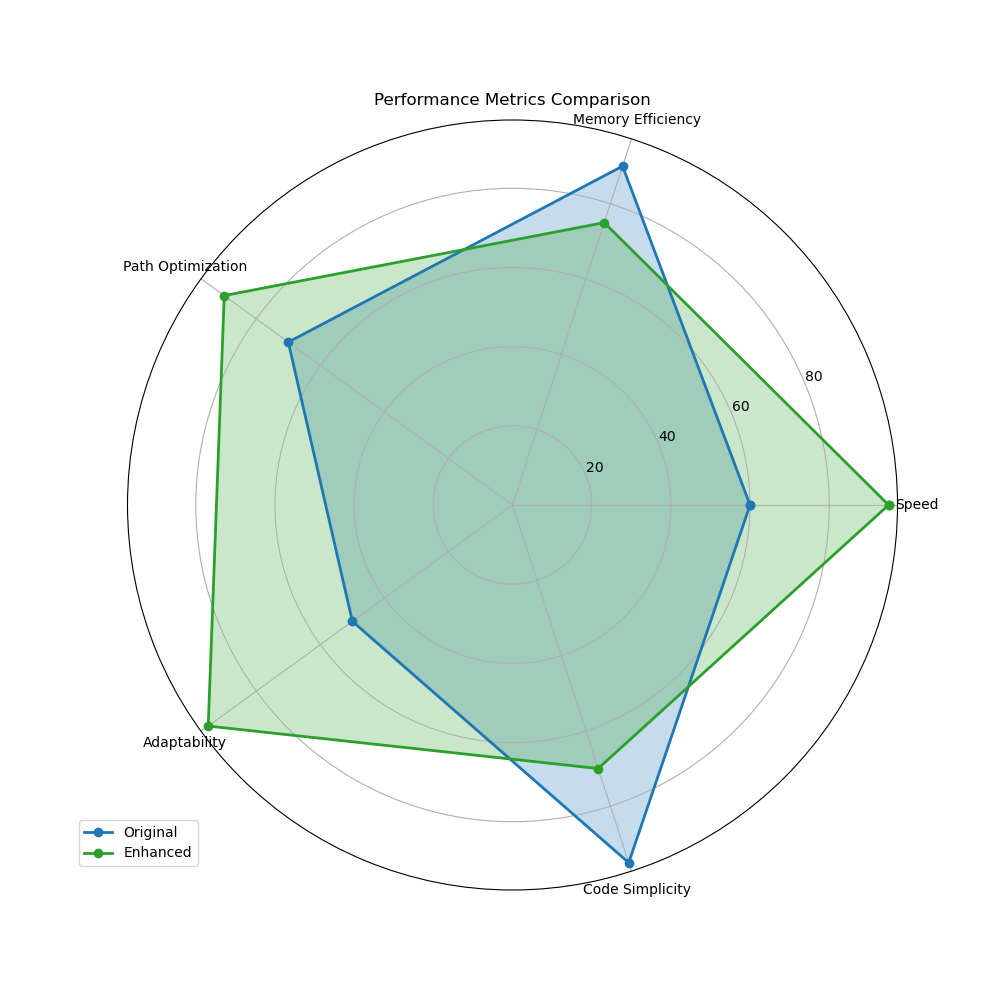 Performance Metrics Comparison
Memory Efficiency
Path Optimization
80
60
40
20
Speed
Adaptability
Original
Enhanced
Code Simplicity